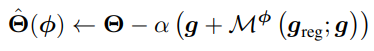 Θ̂(ϕ) ← Θ − α (g + ℳ^ϕ (g_reg; g))